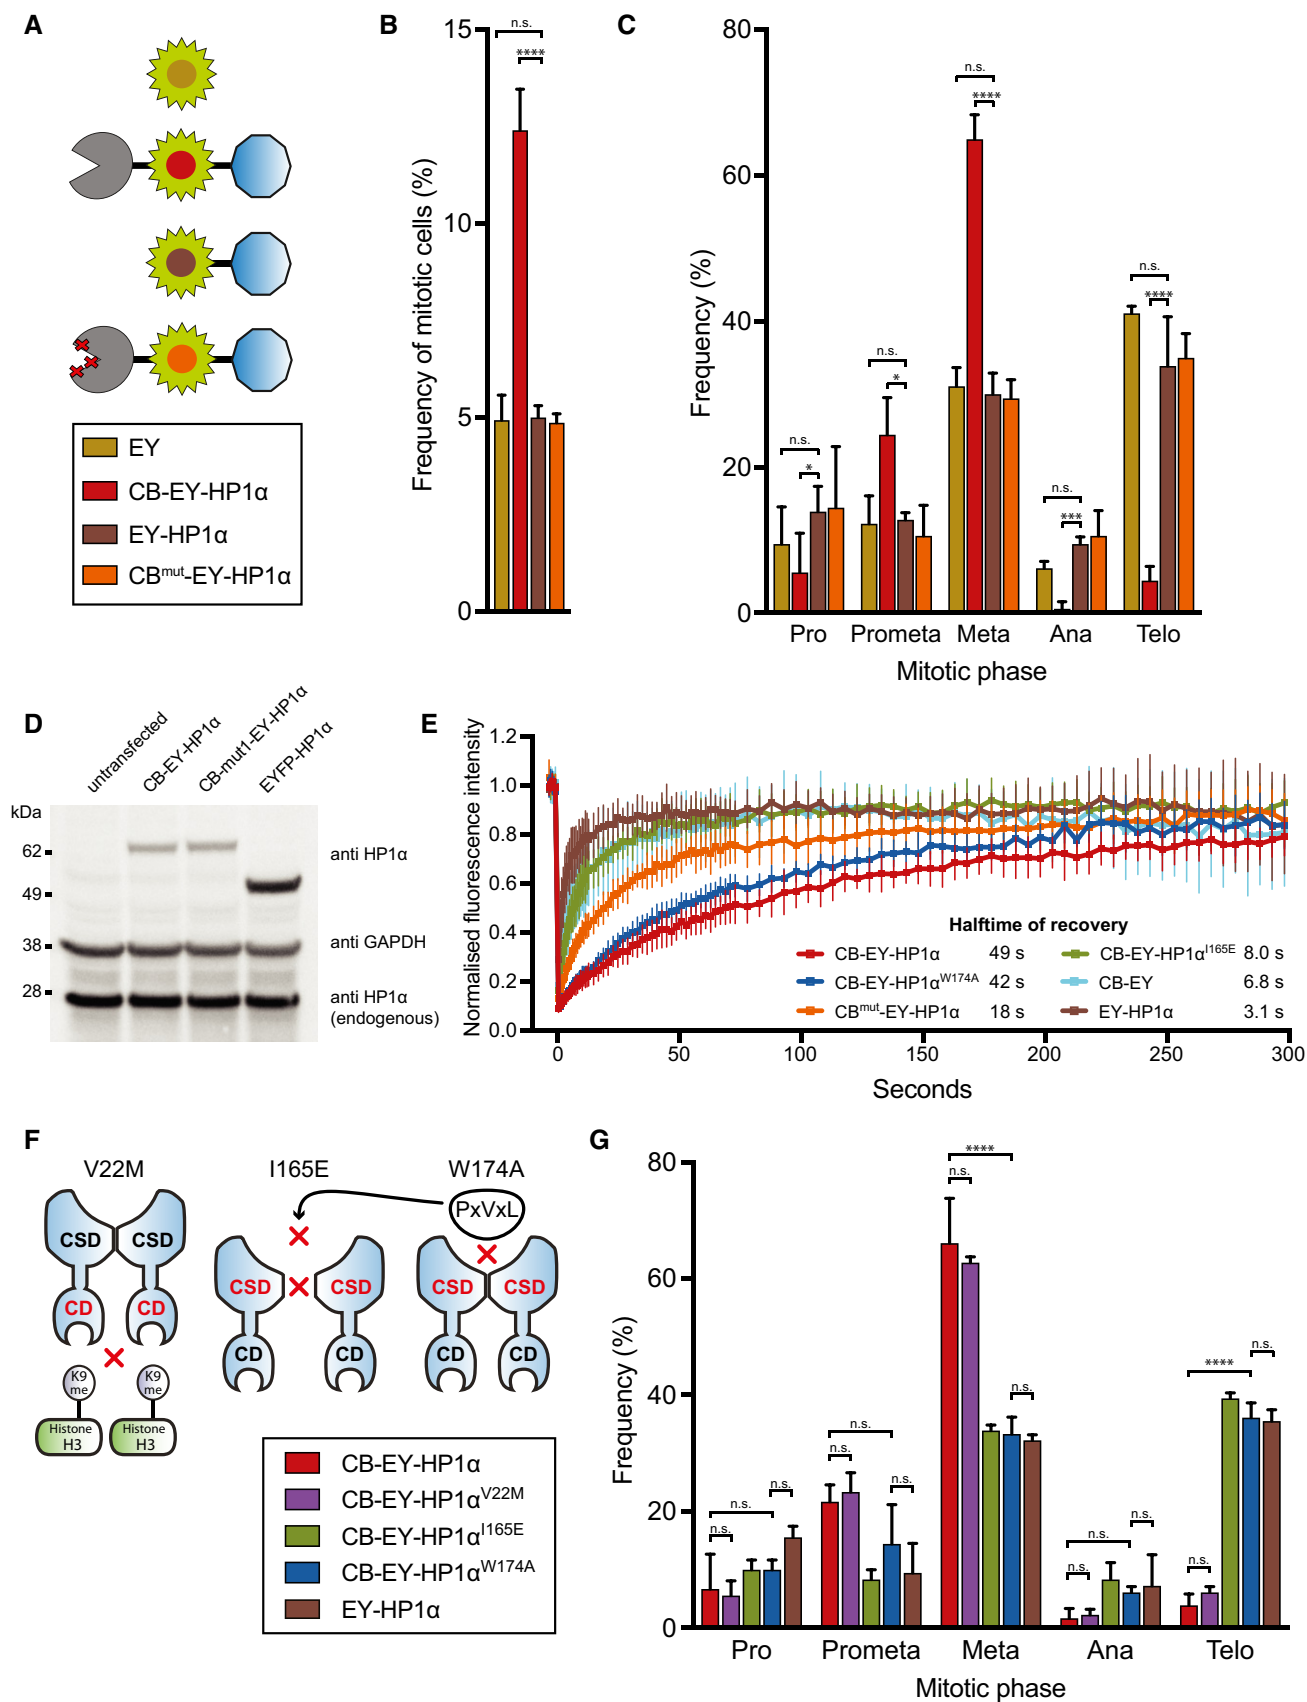 A
EY
CB-EY-HP1α
EY-HP1α
CBmut-EY-HP1α
B
Frequency of mitotic cells (%)
15
10
5
0
n.s.
****
C
Frequency (%)
80
60
40
20
0
n.s.
*
n.s.
*
n.s.
****
n.s.
***
n.s.
****
Pro Prometa Meta Ana Telo
Mitotic phase
D
untransfected
CB-EY-HP1α
CB-mut1-EY-HP1α
EYFP-HP1α
kDa
62
49
38
28
anti HP1α
anti GAPDH
anti HP1α
(endogenous)
E
Normalised fluorescence intensity
1.2
1.0
0.8
0.6
0.4
0.2
0.0
Halftime of recovery
CB-EY-HP1α 49 s
CB-EY-HP1αW174A 42 s
CBmut-EY-HP1α 18 s
CB-EY-HP1αI165E 8.0 s
CB-EY 6.8 s
EY-HP1α 3.1 s
0 50 100 150 200 250 300
Seconds
F
V22M
CSD CSD
CD CD
K9 me K9 me
Histone H3 Histone H3
I165E
CSD CSD
CD CD
W174A
PxVxL
CSD CSD
CD CD
CB-EY-HP1α
CB-EY-HP1αV22M
CB-EY-HP1αI165E
CB-EY-HP1αW174A
EY-HP1α
G
Frequency (%)
80
60
40
20
0
n.s.
n.s.
n.s.
n.s.
n.s.
n.s.
****
n.s.
n.s.
n.s.
n.s.
n.s.
****
n.s.
n.s.
Pro Prometa Meta Ana Telo
Mitotic phase